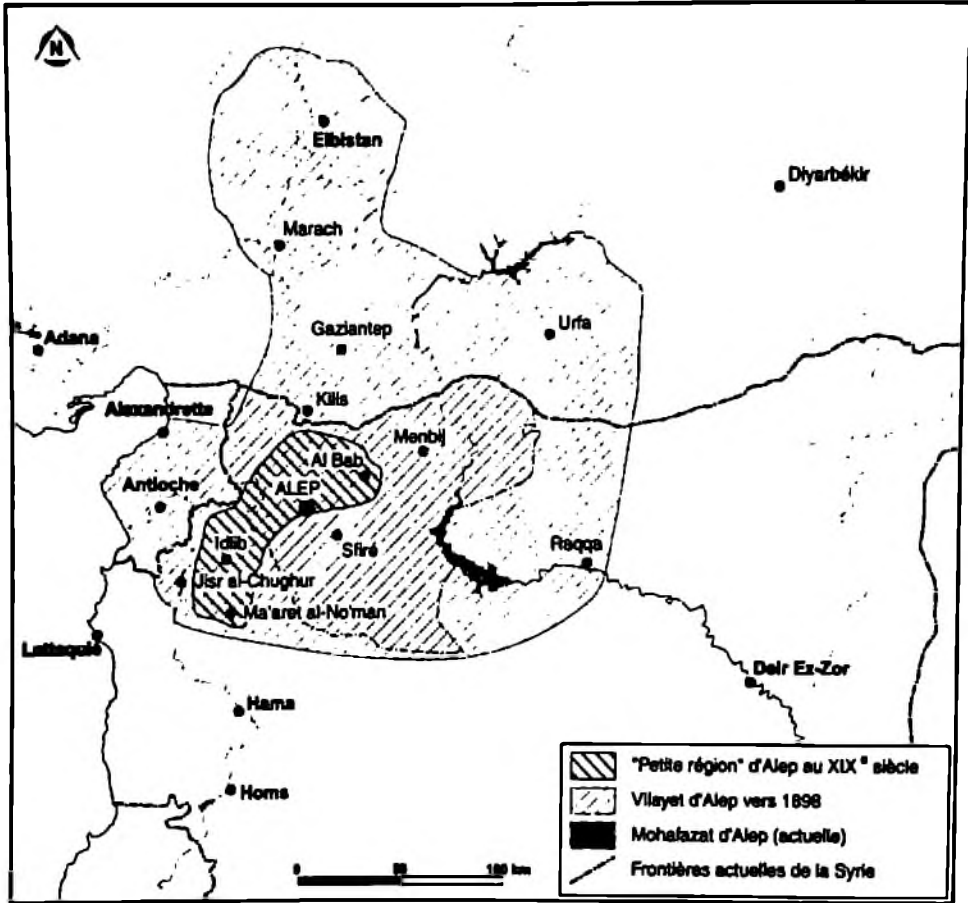 N
Elbistan
Diyarbékir
Marach
Urfa
Gaziantep
Adana
Kilis
Alexandrette
Menbij
Al Bab
Antioche
ALEP
Sfiré
Idlib
Raqqa
Jisr al-Chughur
Ma'aret al-No'man
Lattaquié
Deir Ex-Zor
Hama
Homs
"Petite région" d'Alep au XIX e siècle
Vilayet d'Alep vers 1898
Mohafazat d'Alep (actuelle)
Frontières actuelles de la Syrie
0 50 100 km